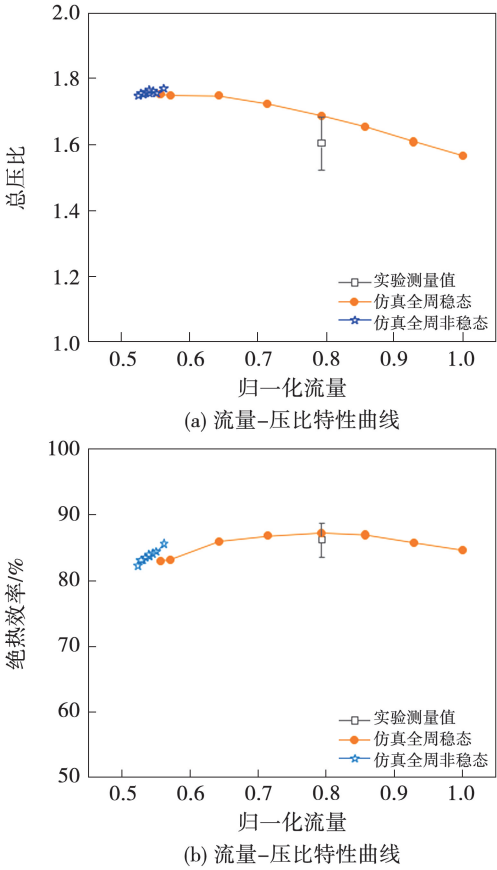 2.0
1.8
1.6
1.4
1.2
1.0
总压比
实验测量值
仿真全周稳态
仿真全周非稳态
0.5 0.6 0.7 0.8 0.9 1.0
归一化流量
(a) 流量-压比特性曲线
100
90
80
70
60
50
绝热效率/%
实验测量值
仿真全周稳态
仿真全周非稳态
0.5 0.6 0.7 0.8 0.9 1.0
归一化流量
(b) 流量-压比特性曲线